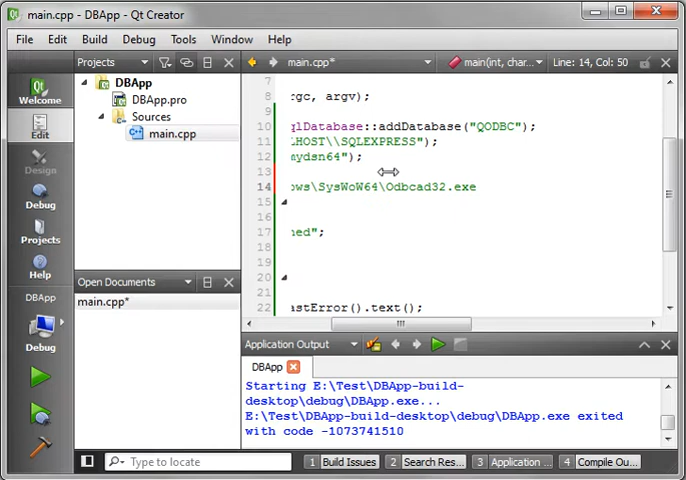 main.cpp - DBApp - Qt Creator
File Edit Build Debug Tools Window Help
Projects main.cpp* main(int, char... Line: 14, Col: 50
Welcome
Edit
Design
Debug
Projects
Help
DBApp
Debug
DBApp
DBApp.pro
Sources
main.cpp
Open Documents
main.cpp*
7
8 rgc, argv);
9
10 qlDatabase::addDatabase("QODBC");
11 LHOST\\SQLEXPRESS");
12 mydsn64");
13
14 ows\SysWoW64\Odbcad32.exe
15
16
17 ned";
18
19
20
21
22 astError().text();
Application Output
DBApp
Starting E:\Test\DBApp-build-
desktop\debug\DBApp.exe...
E:\Test\DBApp-build-desktop\debug\DBApp.exe exited
with code -1073741510
Type to locate 1 Build Issues 2 Search Res... 3 Application ... 4 Compile Ou...